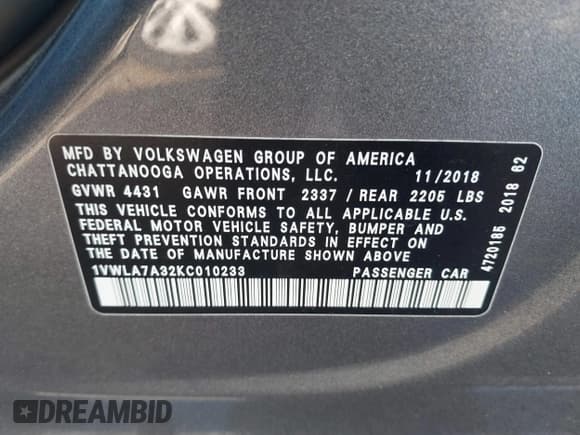 MFD BY VOLKSWAGEN GROUP OF AMERICA
CHATTANOOGA OPERATIONS, LLC. 11/2018
GVWR 4431 GAWR FRONT 2337 / REAR 2205 LBS
THIS VEHICLE CONFORMS TO ALL APPLICABLE U.S.
FEDERAL MOTOR VEHICLE SAFETY, BUMPER AND
THEFT PREVENTION STANDARDS IN EFFECT ON
THE DATE OF MANUFACTURE SHOWN ABOVE
1VWLA7A32KC010233 PASSENGER CAR
4720185 2018 62
DREAMBID